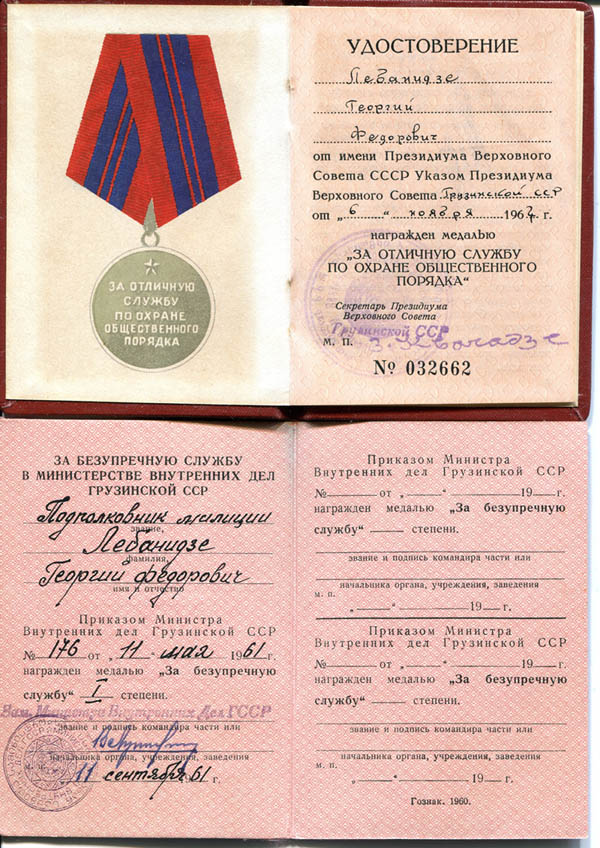 ЗА ОТЛИЧНУЮ
СЛУЖБУ
ПО ОХРАНЕ
ОБЩЕСТВЕННОГО
ПОРЯДКА
УДОСТОВЕРЕНИЕ
Лебанидзе
Георгий
Федорович
от имени Президиума Верховного
Совета СССР Указом Президиума
Верховного Совета Грузинской ССР
от „6“ ноября 196 г.
награжден медалью
„ЗА ОТЛИЧНУЮ СЛУЖБУ
ПО ОХРАНЕ ОБЩЕСТВЕННОГО
ПОРЯДКА“
Секретарь Президиума
Верховного Совета
Грузинской ССР
М. П.
№ 032662
ЗА БЕЗУПРЕЧНУЮ СЛУЖБУ
В МИНИСТЕРСТВЕ ВНУТРЕННИХ ДЕЛ
ГРУЗИНСКОЙ ССР
Подполковник милиции
звание,
Лебанидзе
фамилия,
Георгий Федорович
имя и отчество
Приказом Министра
Внутренних дел Грузинской ССР
№ 176 от „11“ мая 1961 г.
награжден медалью „За безупречную
службу“ I степени.
Зам. Министра Внутренних Дел ГССР
звание и подпись командира части или
начальника органа, учреждения, заведения
11 сентября 61 г.
Приказом Министра
Внутренних дел Грузинской ССР
№ от „ “ 19 г.
награжден медалью „За безупречную
службу“ степени.
звание и подпись командира части или
начальника органа, учреждения, заведения
м. п.
„ “ 19 г.
Приказом Министра
Внутренних дел Грузинской ССР
№ от „ “ 19 г.
награжден медалью „За безупречную
службу“ степени.
звание и подпись командира части или
начальника органа, учреждения, заведения
„ “ 19 г.
Гознак. 1960.